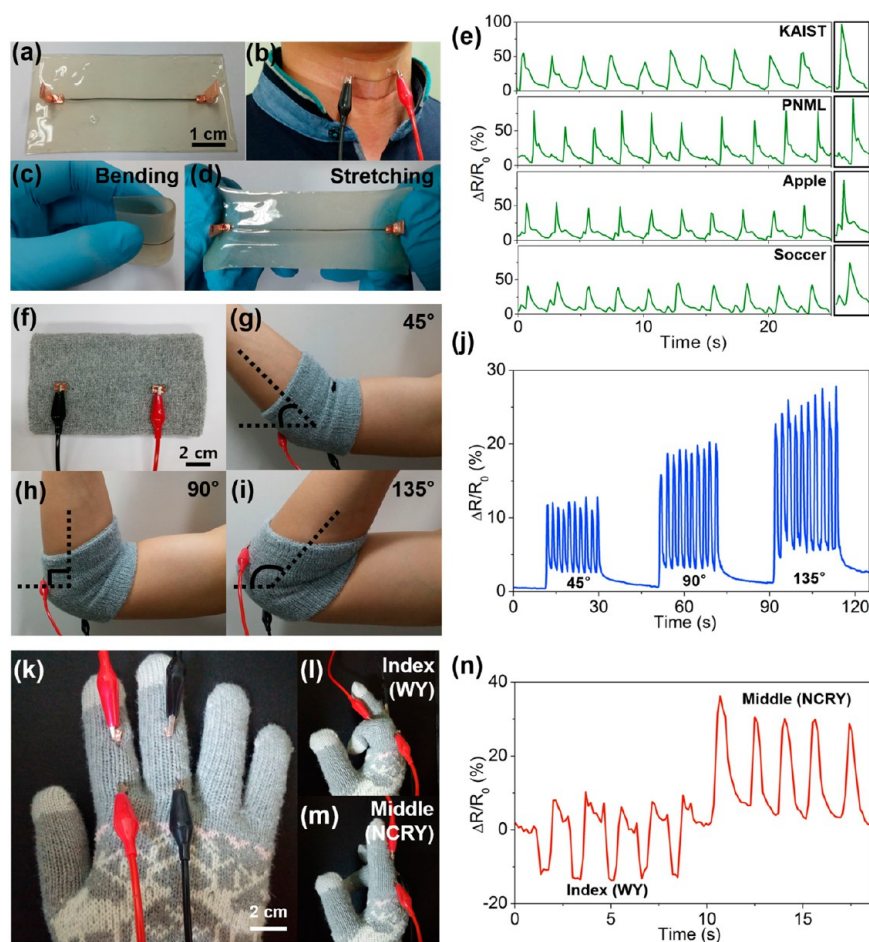 (a)
1 cm
(b)
(c)
Bending
(d)
Stretching
(e)
100
50
0
KAIST
100
50
0
PNML
100
50
0
Apple
100
50
0
Soccer
0
10
20
Time (s)
ΔR/R₀ (%)
(f)
2 cm
(g)
45°
(h)
90°
(i)
135°
(j)
30
20
10
0
ΔR/R₀ (%)
45°
90°
135°
0
30
60
90
120
Time (s)
(k)
2 cm
(l)
Index
(WY)
(m)
Middle
(NCRY)
(n)
40
20
0
-20
ΔR/R₀ (%)
Middle (NCRY)
Index (WY)
0
5
10
15
Time (s)